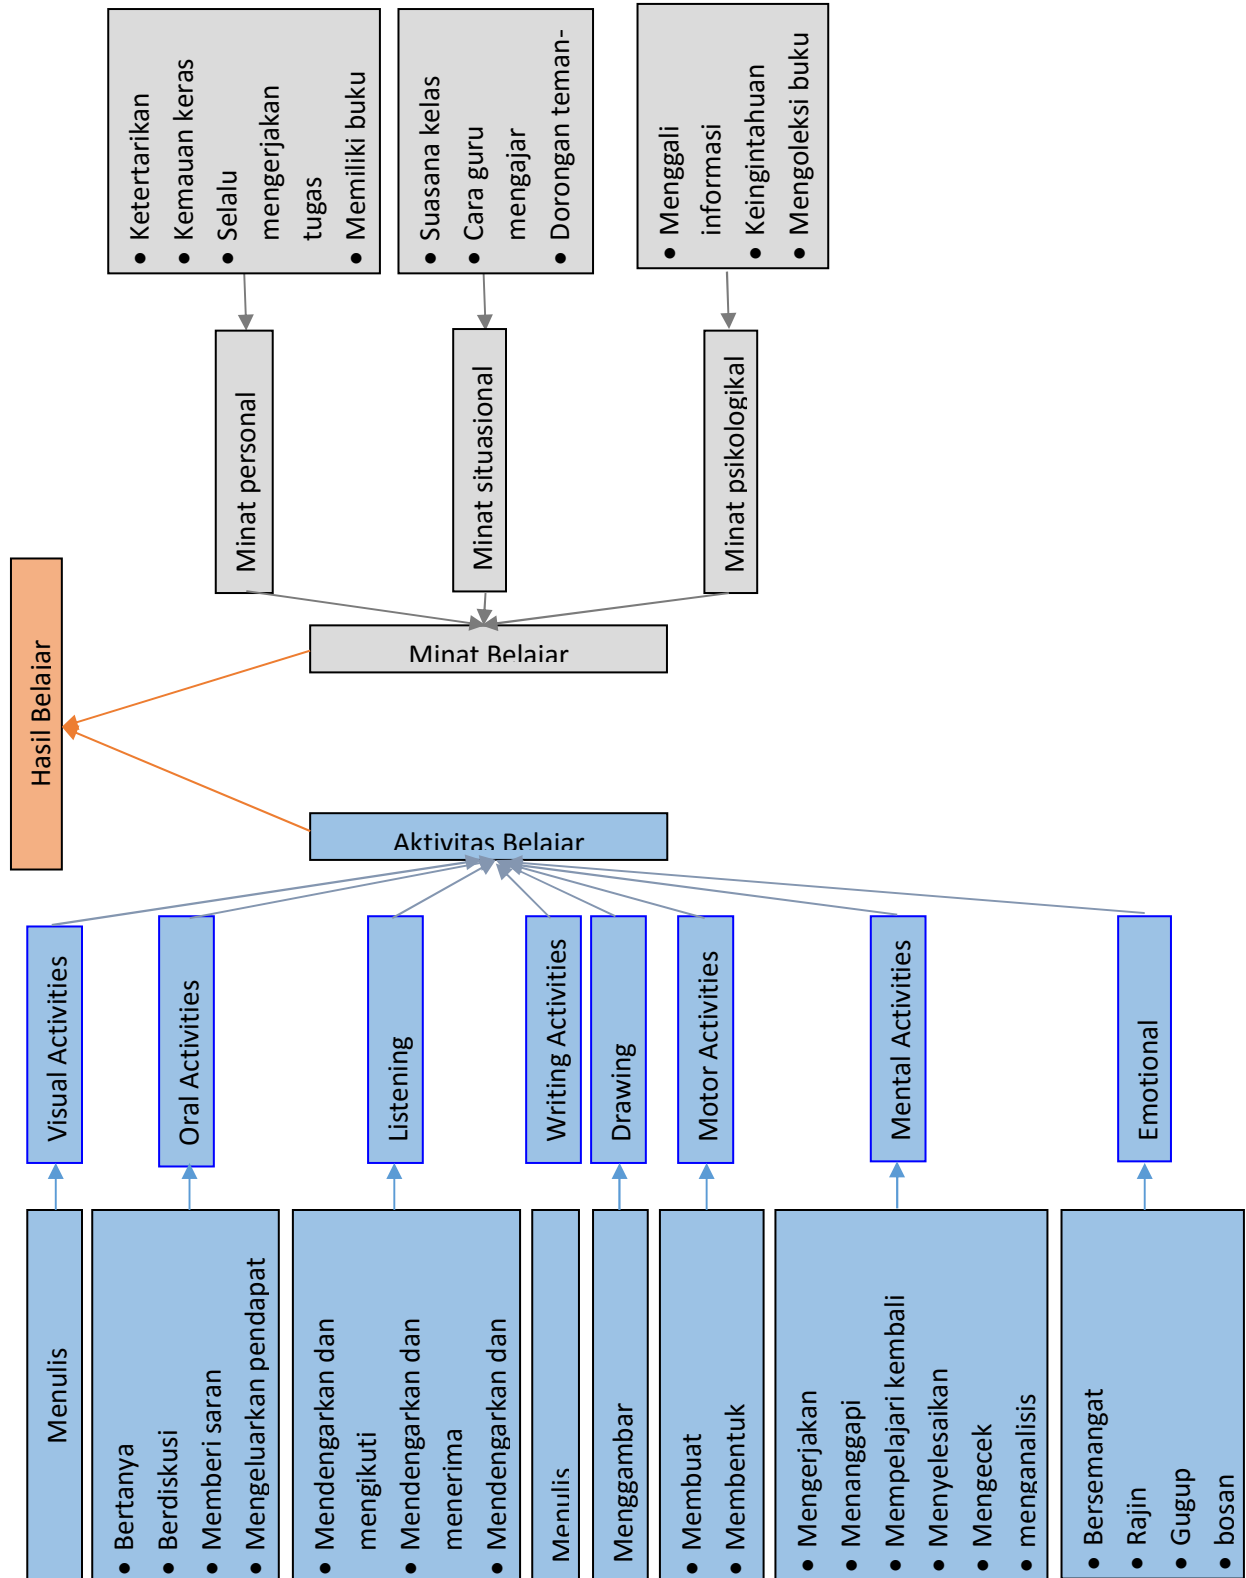 Hasil Belajar
Minat Belajar
Aktivitas Belajar
Minat personal
Minat situasional
Minat psikologikal
● Ketertarikan
● Kemauan keras
● Selalu
mengerjakan
tugas
● Memiliki buku
● Suasana kelas
● Cara guru
mengajar
● Dorongan teman-
● Menggali
informasi
● Keingintahuan
● Mengoleksi buku
Visual Activities
Oral Activities
Listening
Writing Activities
Drawing
Motor Activities
Mental Activities
Emotional
Menulis
● Bertanya
● Berdiskusi
● Memberi saran
● Mengeluarkan pendapat
● Mendengarkan dan
mengikuti
● Mendengarkan dan
menerima
● Mendengarkan dan
Menulis
Menggambar
● Membuat
● Membentuk
● Mengerjakan
● Menanggapi
● Mempelajari kembali
● Menyelesaikan
● Mengecek
● menganalisis
● Bersemangat
● Rajin
● Gugup
● bosan